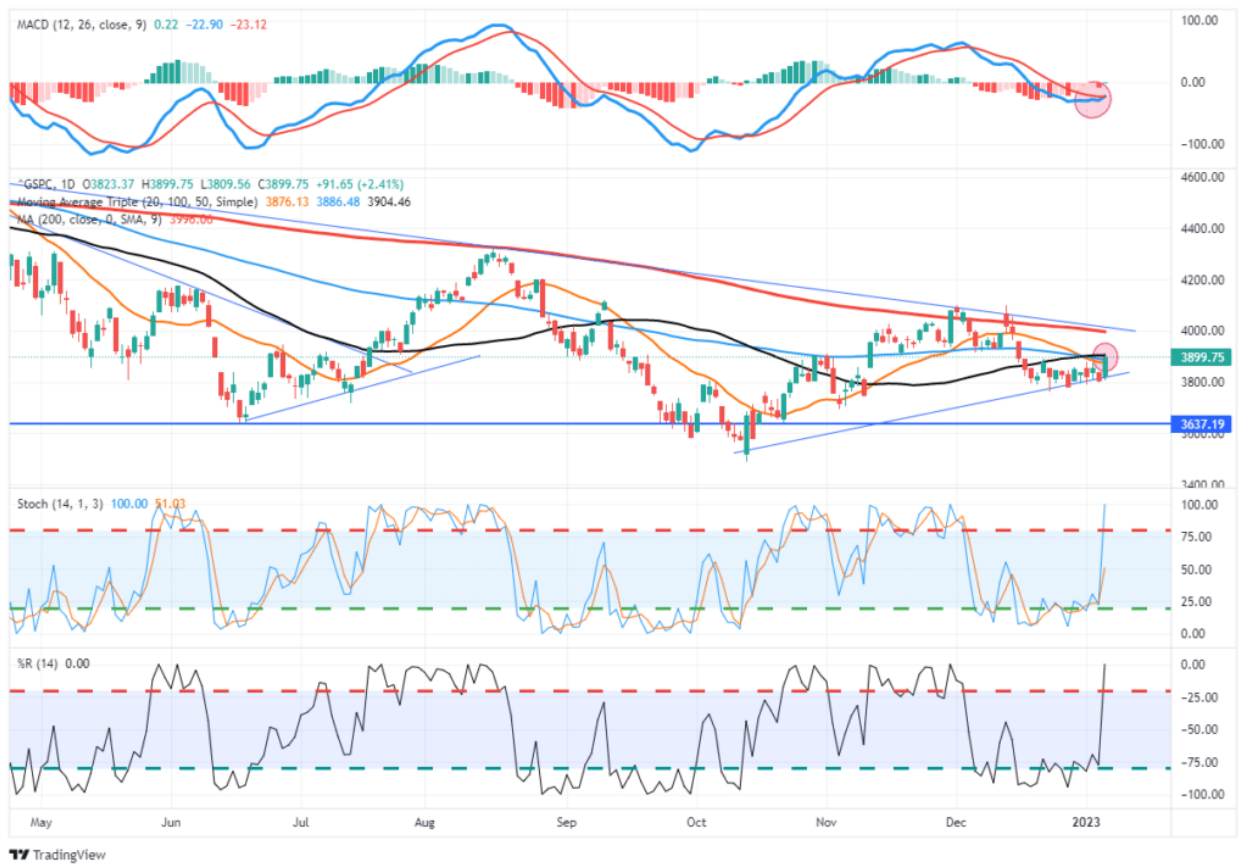 MACD (12, 26, close, 9) 0.22 −22.90 −23.12
100.00
0.00
−100.00
^GSPC, 1D O3823.37 H3899.75 L3809.56 C3899.75 +91.65 (+2.41%)
Moving Average Triple (20, 100, 50, Simple) 3876.13 3886.48 3904.46
MA (200, close, 0, SMA, 9) 3996.06
4600.00
4400.00
4200.00
4000.00
3899.75
3800.00
3637.19
3600.00
3400.00
Stoch (14, 1, 3) 100.00 51.03
100.00
75.00
50.00
25.00
0.00
%R (14) 0.00
0.00
−25.00
−50.00
−75.00
−100.00
May Jun Jul Aug Sep Oct Nov Dec 2023
TradingView